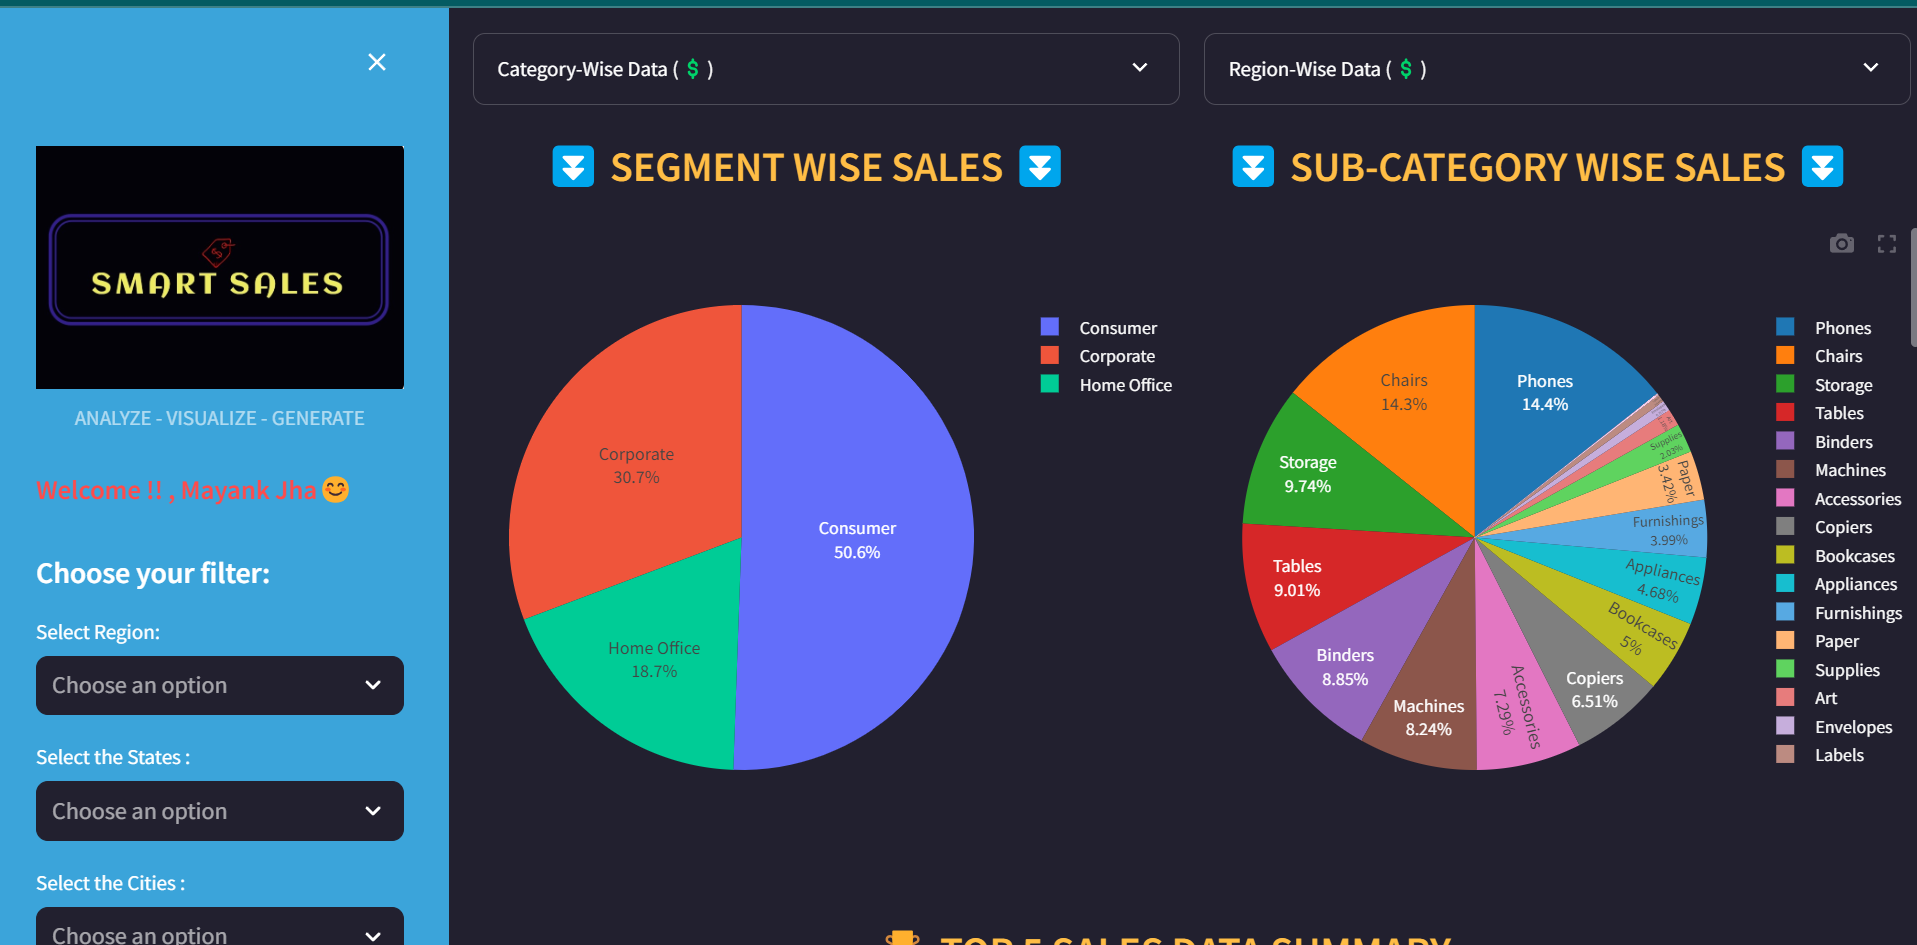 SMART SALES
ANALYZE - VISUALIZE - GENERATE
Welcome !! , Mayank Jha😊
Choose your filter:
Select Region:
Choose an option
Select the States :
Choose an option
Select the Cities :
Choose an option
Category-Wise Data ( $ )
Region-Wise Data ( $ )
SEGMENT WISE SALES
Consumer
50.6%
Corporate
30.7%
Home Office
18.7%
Consumer
Corporate
Home Office
SUB-CATEGORY WISE SALES
Phones
14.4%
Chairs
14.3%
Storage
9.74%
Tables
9.01%
Binders
8.85%
Machines
8.24%
Accessories
7.29%
Copiers
6.51%
Bookcases
5%
Appliances
4.68%
Furnishings
3.99%
Paper
3.42%
Supplies
2.03%
Phones
Chairs
Storage
Tables
Binders
Machines
Accessories
Copiers
Bookcases
Appliances
Furnishings
Paper
Supplies
Art
Envelopes
Labels
TOP 5 SALES DATA SUMMARY